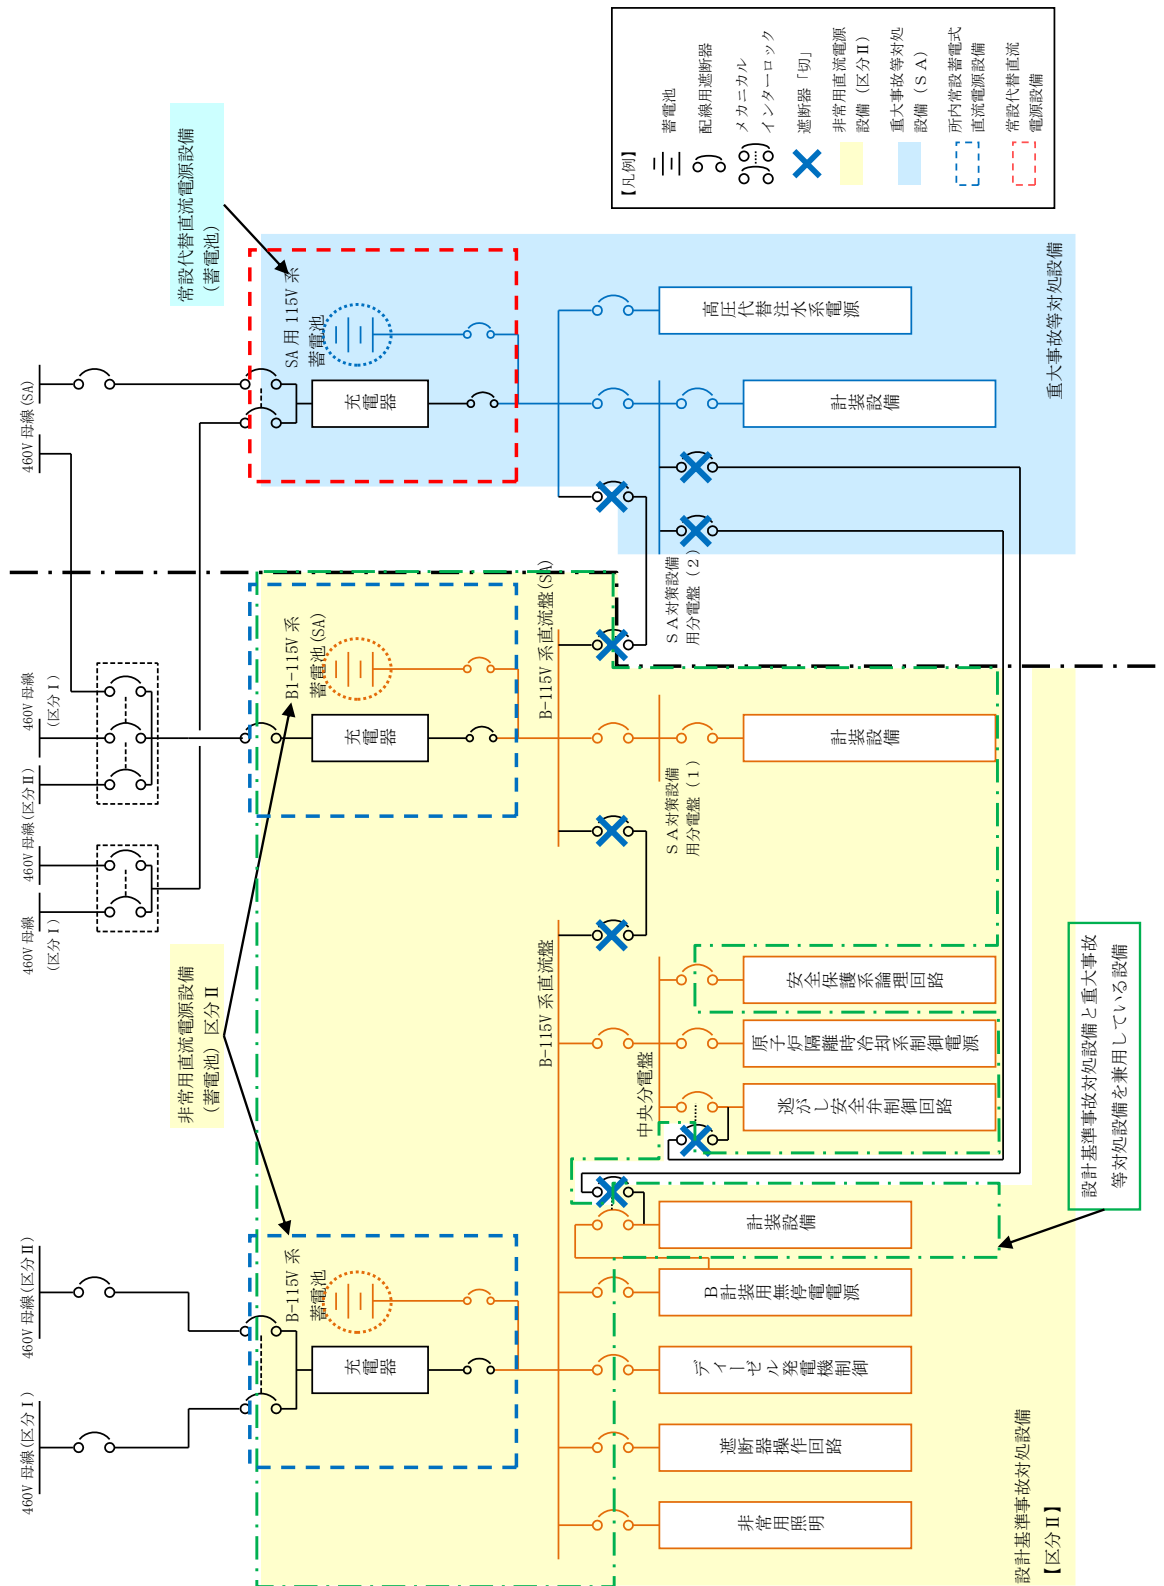 【凡例】
蓄電池
配線用遮断器
メカニカル
インターロック
遮断器「切」
非常用直流電源
設備（区分Ⅱ）
重大事故等対処
設備（ＳＡ）
所内常設蓄電式
直流電源設備
常設代替直流
電源設備
常設代替直流電源設備
（蓄電池）
非常用直流電源設備
（蓄電池）区分Ⅱ
460V 母線(SA)
460V 母線
(区分Ⅰ)
460V 母線(区分Ⅱ)
460V 母線
(区分Ⅰ)
460V 母線(区分Ⅱ)
460V 母線(区分Ⅰ)
SA 用 115V 系
蓄電池
充電器
B1-115V 系
蓄電池(SA)
充電器
B-115V 系
蓄電池
充電器
B-115V 系直流盤(SA)
B-115V 系直流盤
ＳＡ対策設備
用分電盤（２）
ＳＡ対策設備
用分電盤（１）
中央分電盤
高圧代替注水系電源
計装設備
計装設備
安全保護系論理回路
原子炉隔離時冷却系制御電源
逃がし安全弁制御回路
計装設備
Ｂ計装用無停電電源
ディーゼル発電機制御
遮断器操作回路
非常用照明
重大事故等対処設備
設計基準事故対処設備と重大事故
等対処設備を兼用している設備
設計基準事故対処設備
【区分Ⅱ】